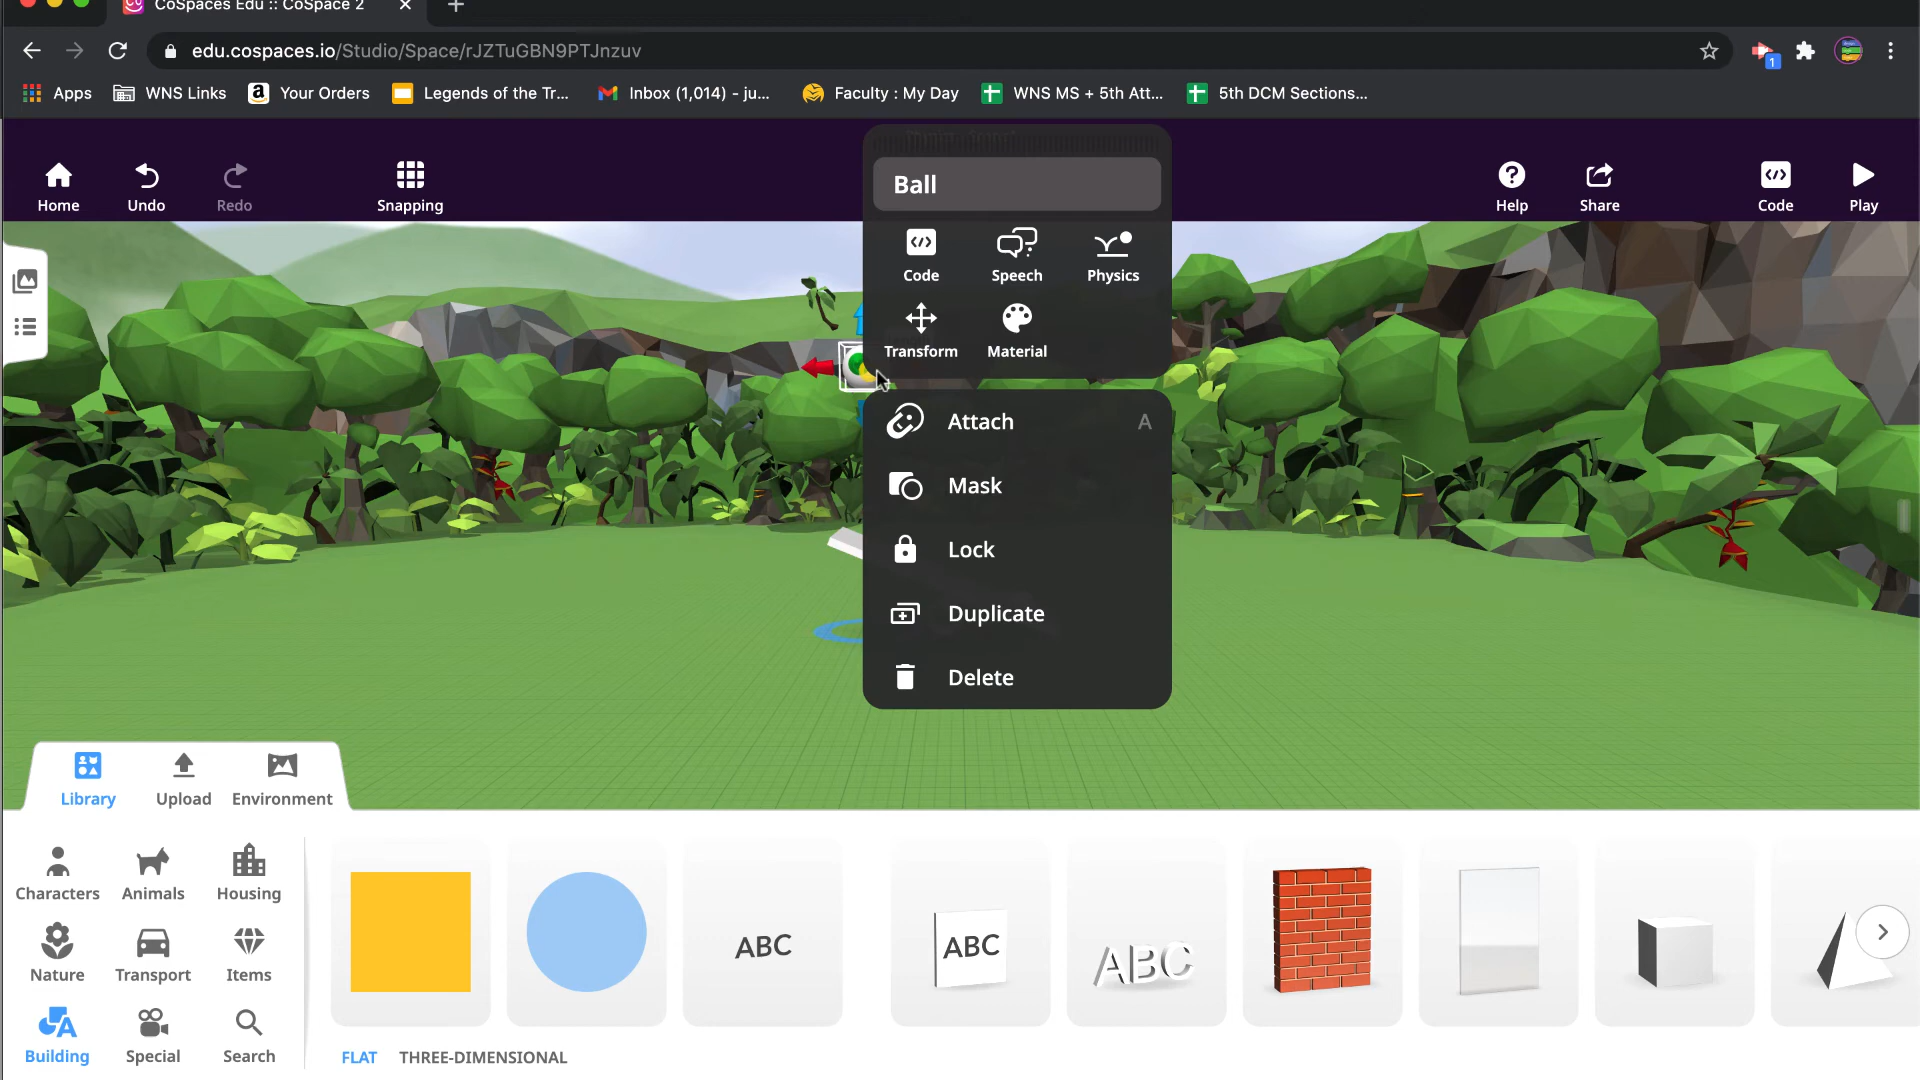 CoSpaces Edu :: CoSpace 2
edu.cospaces.io/Studio/Space/rJZTuGBN9PTJnzuv
1
Apps
WNS Links
Your Orders
Legends of the Tr...
Inbox (1,014) - ju...
Faculty : My Day
WNS MS + 5th Att...
5th DCM Sections...
Home
Undo
Redo
Snapping
Help
Share
Code
Play
Ball
Code
Speech
Physics
Transform
Material
Attach A
Mask
Lock
Duplicate
Delete
Library
Upload
Environment
Characters
Animals
Housing
Nature
Transport
Items
Building
Special
Search
ABC
ABC
ABC
FLAT
THREE-DIMENSIONAL